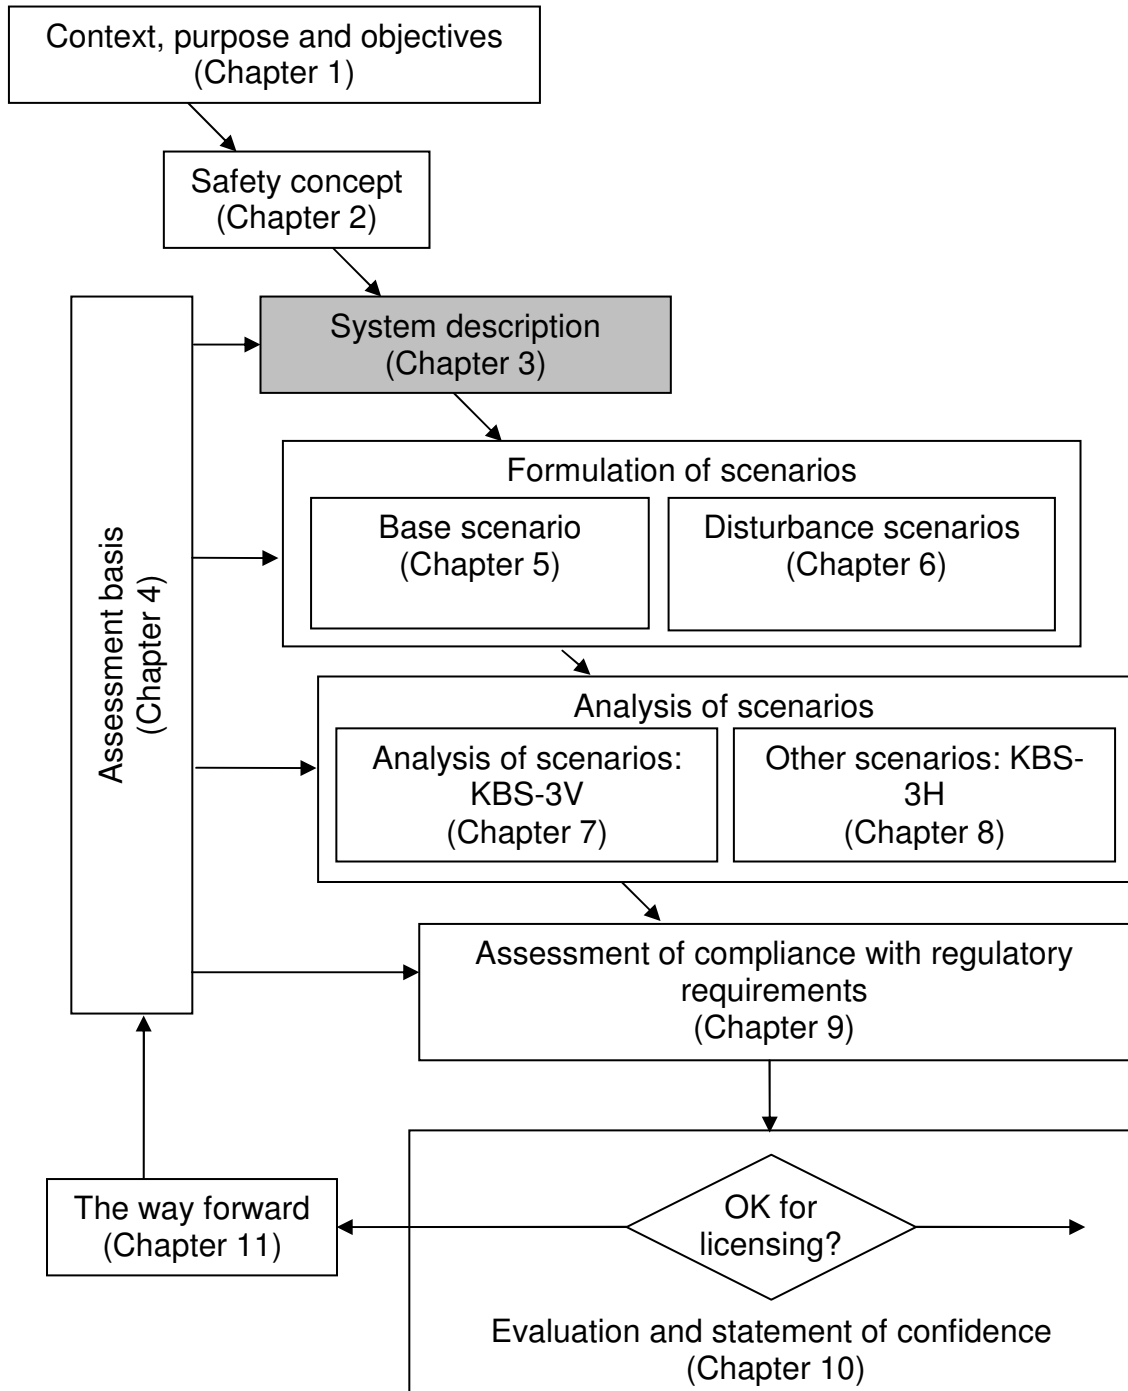 Context, purpose and objectives
(Chapter 1)
Safety concept
(Chapter 2)
System description
(Chapter 3)
Assessment basis
(Chapter 4)
Formulation of scenarios
Base scenario
(Chapter 5)
Disturbance scenarios
(Chapter 6)
Analysis of scenarios
Analysis of scenarios:
KBS-3V
(Chapter 7)
Other scenarios: KBS-
3H
(Chapter 8)
Assessment of compliance with regulatory
requirements
(Chapter 9)
OK for
licensing?
The way forward
(Chapter 11)
Evaluation and statement of confidence
(Chapter 10)